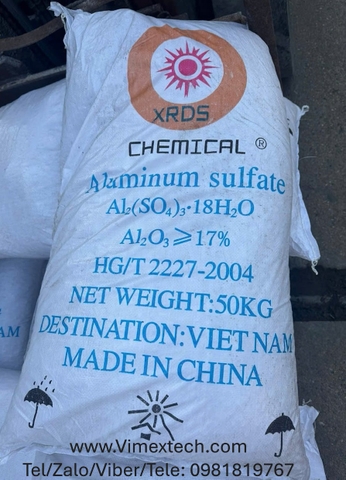 XRDS
CHEMICAL ®
Aluminum sulfate
Al₂(SO₄)₃·18H₂O
Al₂O₃⩾17%
HG/T 2227-2004
NET WEIGHT:50KG
DESTINATION:VIET NAM
MADE IN CHINA
AM
www.Vimextech.com
Tel/Zalo/Viber/Tele: 0981819767